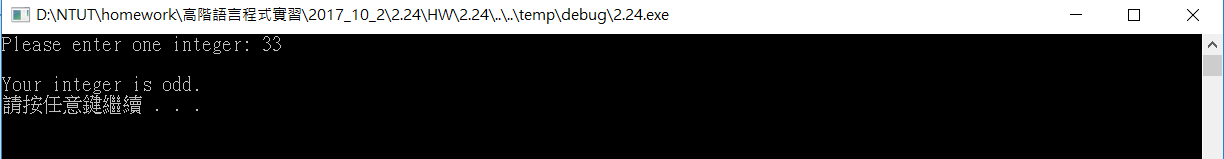 D:\NTUT\homework\高階語言程式實習\2017_10_2\2.24\HW\2.24\..\..\temp\debug\2.24.exe
Please enter one integer: 33
Your integer is odd.
請按任意鍵繼續 . . .